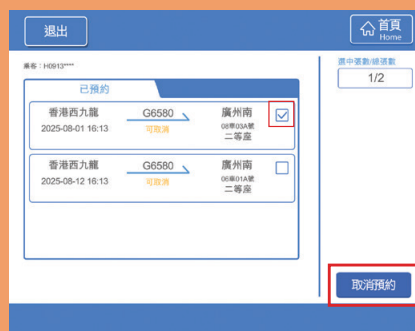 退出
首頁
Home
乘客：H0913****
選中張數/總張數
1/2
已預約
香港西九龍 G6580 廣州南
2025-08-01 16:13 可取消 08車03A號
二等座
香港西九龍 G6580 廣州南
2025-08-12 16:13 可取消 06車01A號
二等座
取消預約